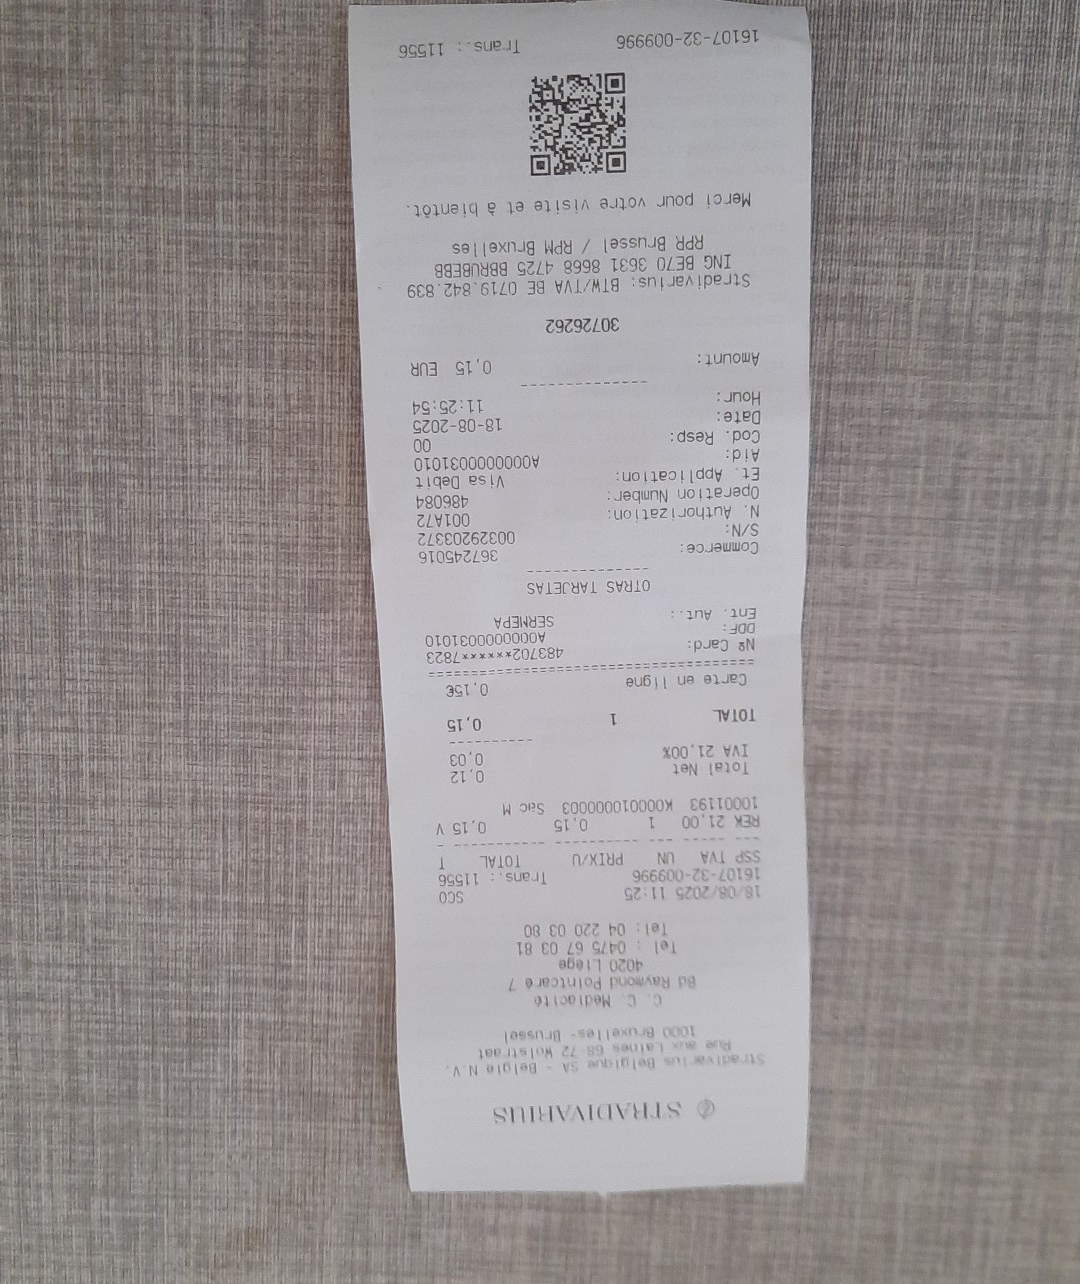 STRADIVARIUS
Stradivarius Belgique SA - Belgie N.V.
Rue aux Laines 68-72 Wolstraat
1000 Bruxelles- Brussel
C. C. Médiacité
Bd Raymond Pointcaré 7
4020 Liège
Tel : 0475 67 03 81
Tel: 04 220 03 80
18/08/2025 11:25 SCO
16107-32-009996 Trans.: 11556
SSP TVA UN PRIX/U TOTAL T
REK 21,00 1 0,15 0,15 V
10001193 K000010000003 Sac M
Total Net 0,12
IVA 21,00% 0,03
TOTAL 1 0,15
Carte en ligne 0,15€
Nº Card: 483702******7823
DDF: A0000000031010
Ent. Aut.: SERMEPA
OTRAS TARJETAS
Commerce: 367245016
S/N: 00329203372
N. Authorization: 001A72
Operation Number: 486084
Et. Application: Visa Debit
Aid: A0000000031010
Cod. Resp: 00
Date: 18-08-2025
Hour: 11:25:54
Amount: 0,15 EUR
30726262
Stradivarius: BTW/TVA BE 0719.842.839
ING BE70 3631 8668 4725 BBRUBEBB
RPR Brussel / RPM Bruxelles
Merci pour votre visite et à bientôt.
16107-32-009996 Trans.: 11556